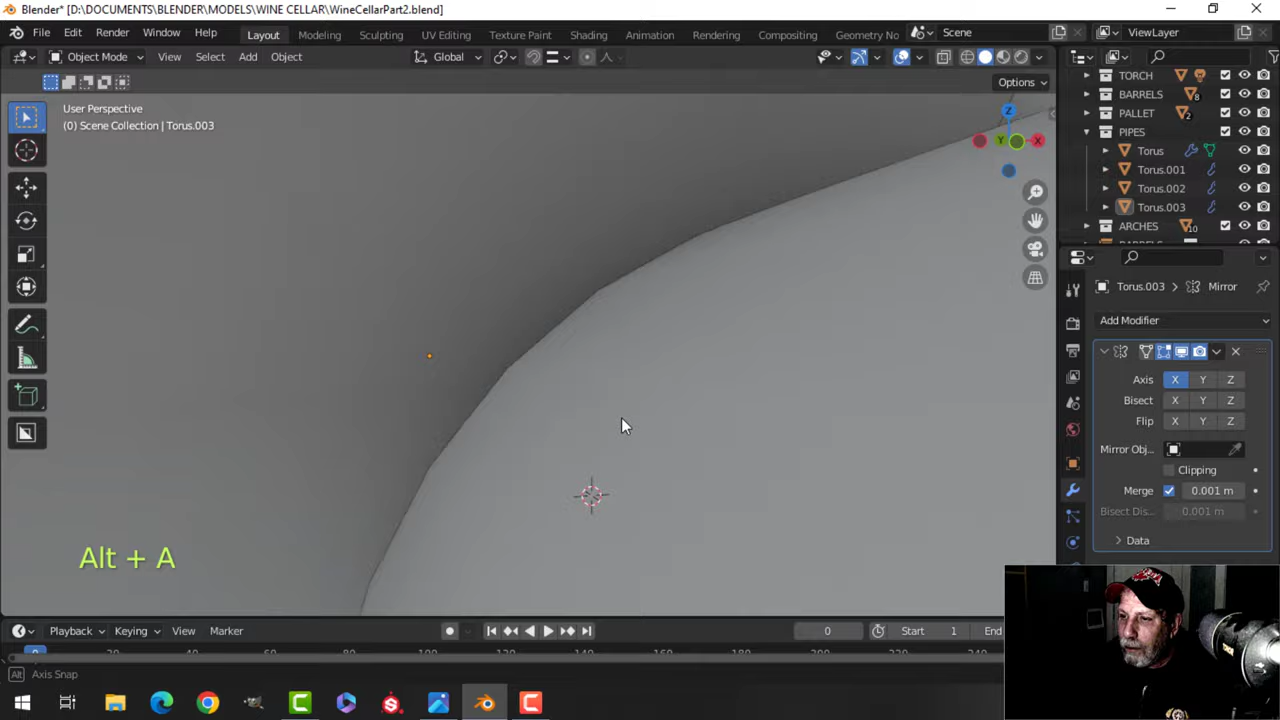 Blender* [D:\DOCUMENTS\BLENDER\MODELS\WINE CELLAR\WineCellarPart2.blend]
File Edit Render Window Help Layout Modeling Sculpting UV Editing Texture Paint Shading Animation Rendering Compositing Geometry No Scene ViewLayer
Object Mode View Select Add Object Global
Options
User Perspective
(0) Scene Collection | Torus.003
Z
Y
X
TORCH
BARRELS 8
PALLET 2
PIPES
Torus
Torus.001
Torus.002
Torus.003
ARCHES 10
Torus.003 > Mirror
Add Modifier
Axis X Y Z
Bisect X Y Z
Flip X Y Z
Mirror Obj...
Clipping
Merge 0.001 m
Bisect Dis... 0.001 m
Data
Alt + A
Playback Keying View Marker 0 Start 1 End
Alt Axis Snap